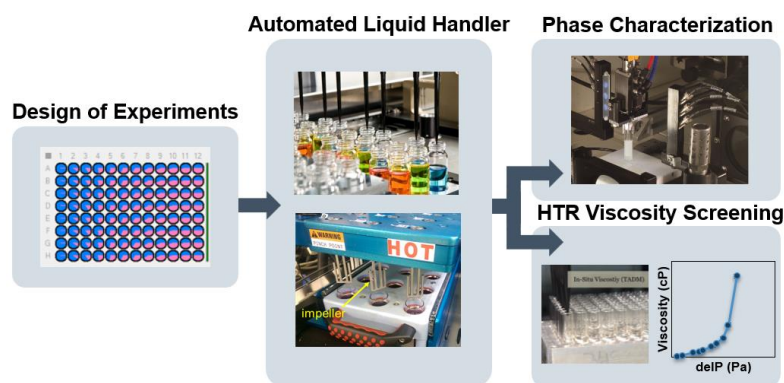 Automated Liquid Handler
Phase Characterization
Design of Experiments
1 2 3 4 5 6 7 8 9 10 11 12
A
B
C
D
E
F
G
H
WARNING
PINCH POINT
HOT
impeller
HTR Viscosity Screening
In-Situ Viscosity (TADM)
Viscosity (cP)
delP (Pa)